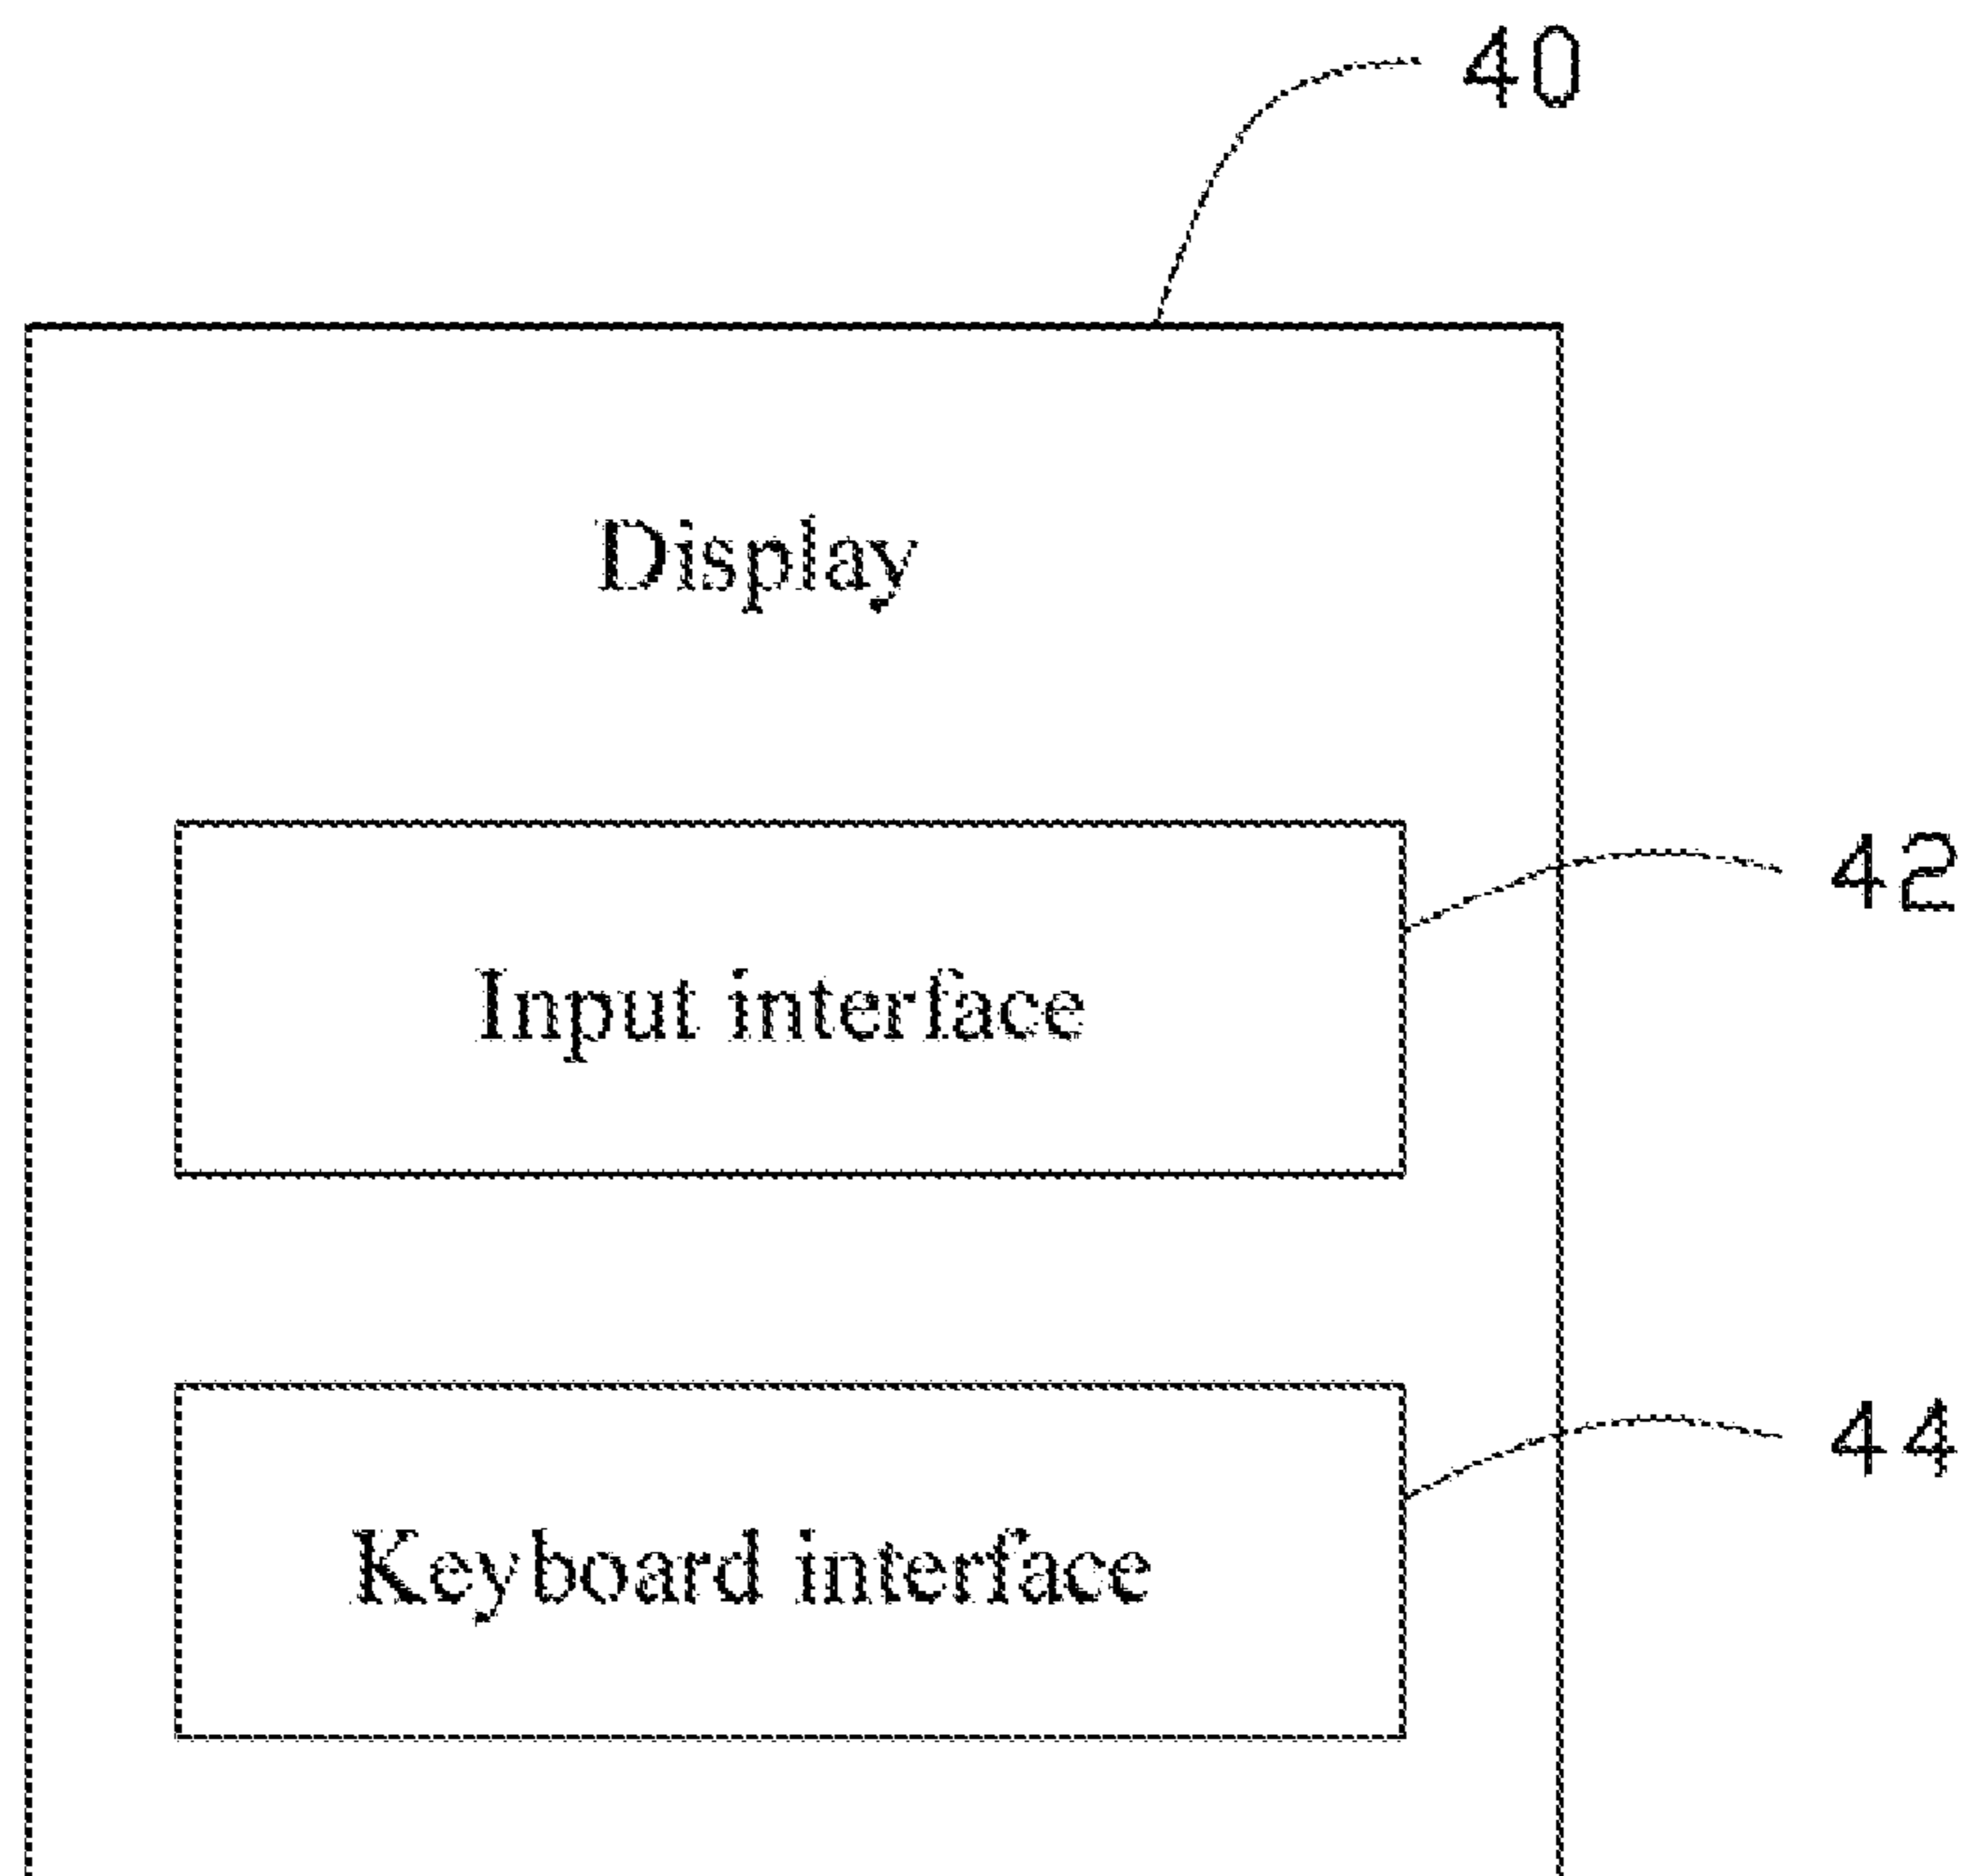 40
Display
42
Input interface
44
Keyboard interface